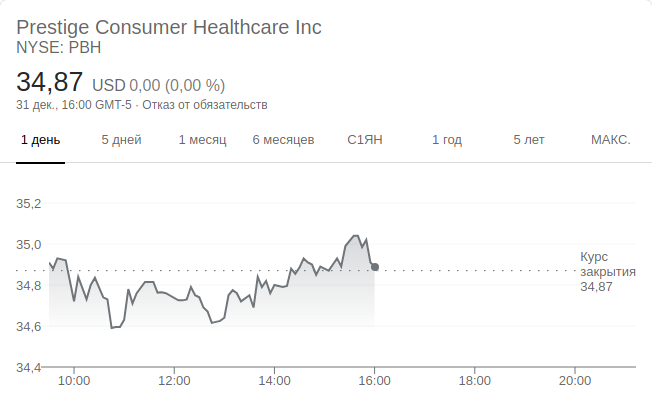 Prestige Consumer Healthcare Inc
NYSE: PBH
34,87 USD 0,00 (0,00 %)
31 дек., 16:00 GMT-5 · Отказ от обязательств
1 день 5 дней 1 месяц 6 месяцев С1ЯН 1 год 5 лет МАКС.
35,2
35,0
Курс
закрытия
34,87
34,8
34,6
34,4
10:00 12:00 14:00 16:00 18:00 20:00